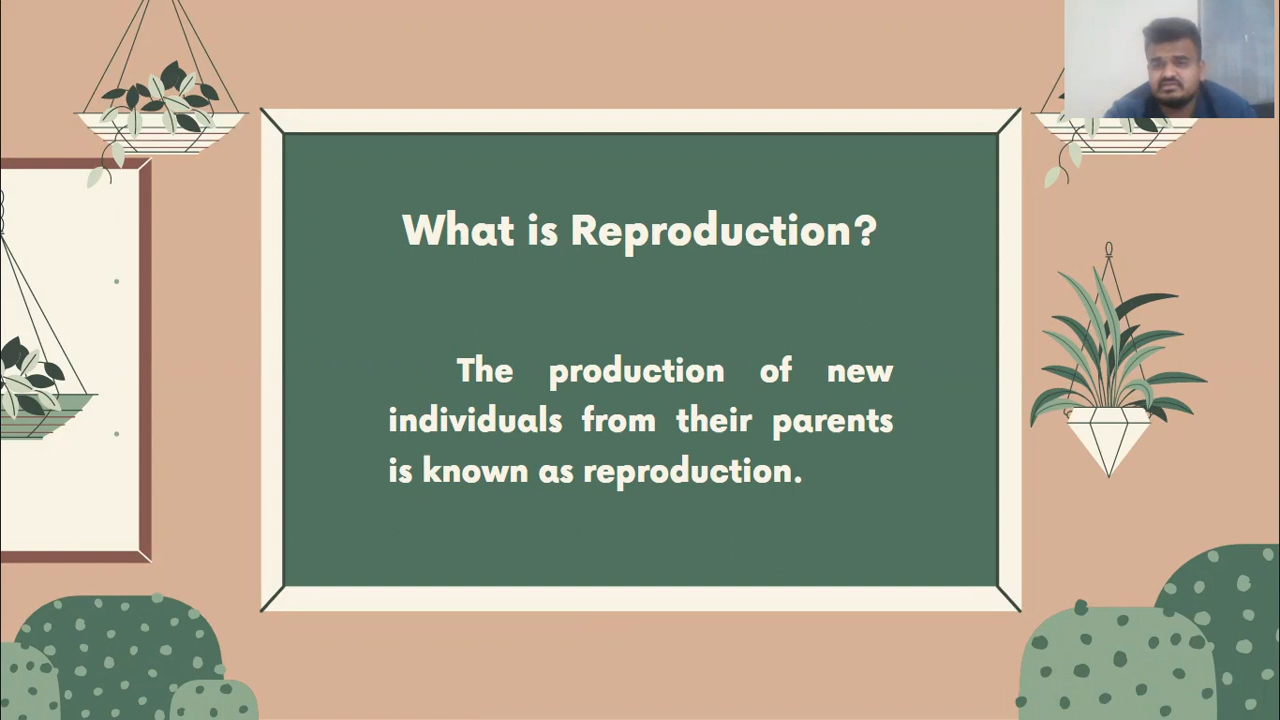 What is Reproduction?
The production of new
individuals from their parents
is known as reproduction.